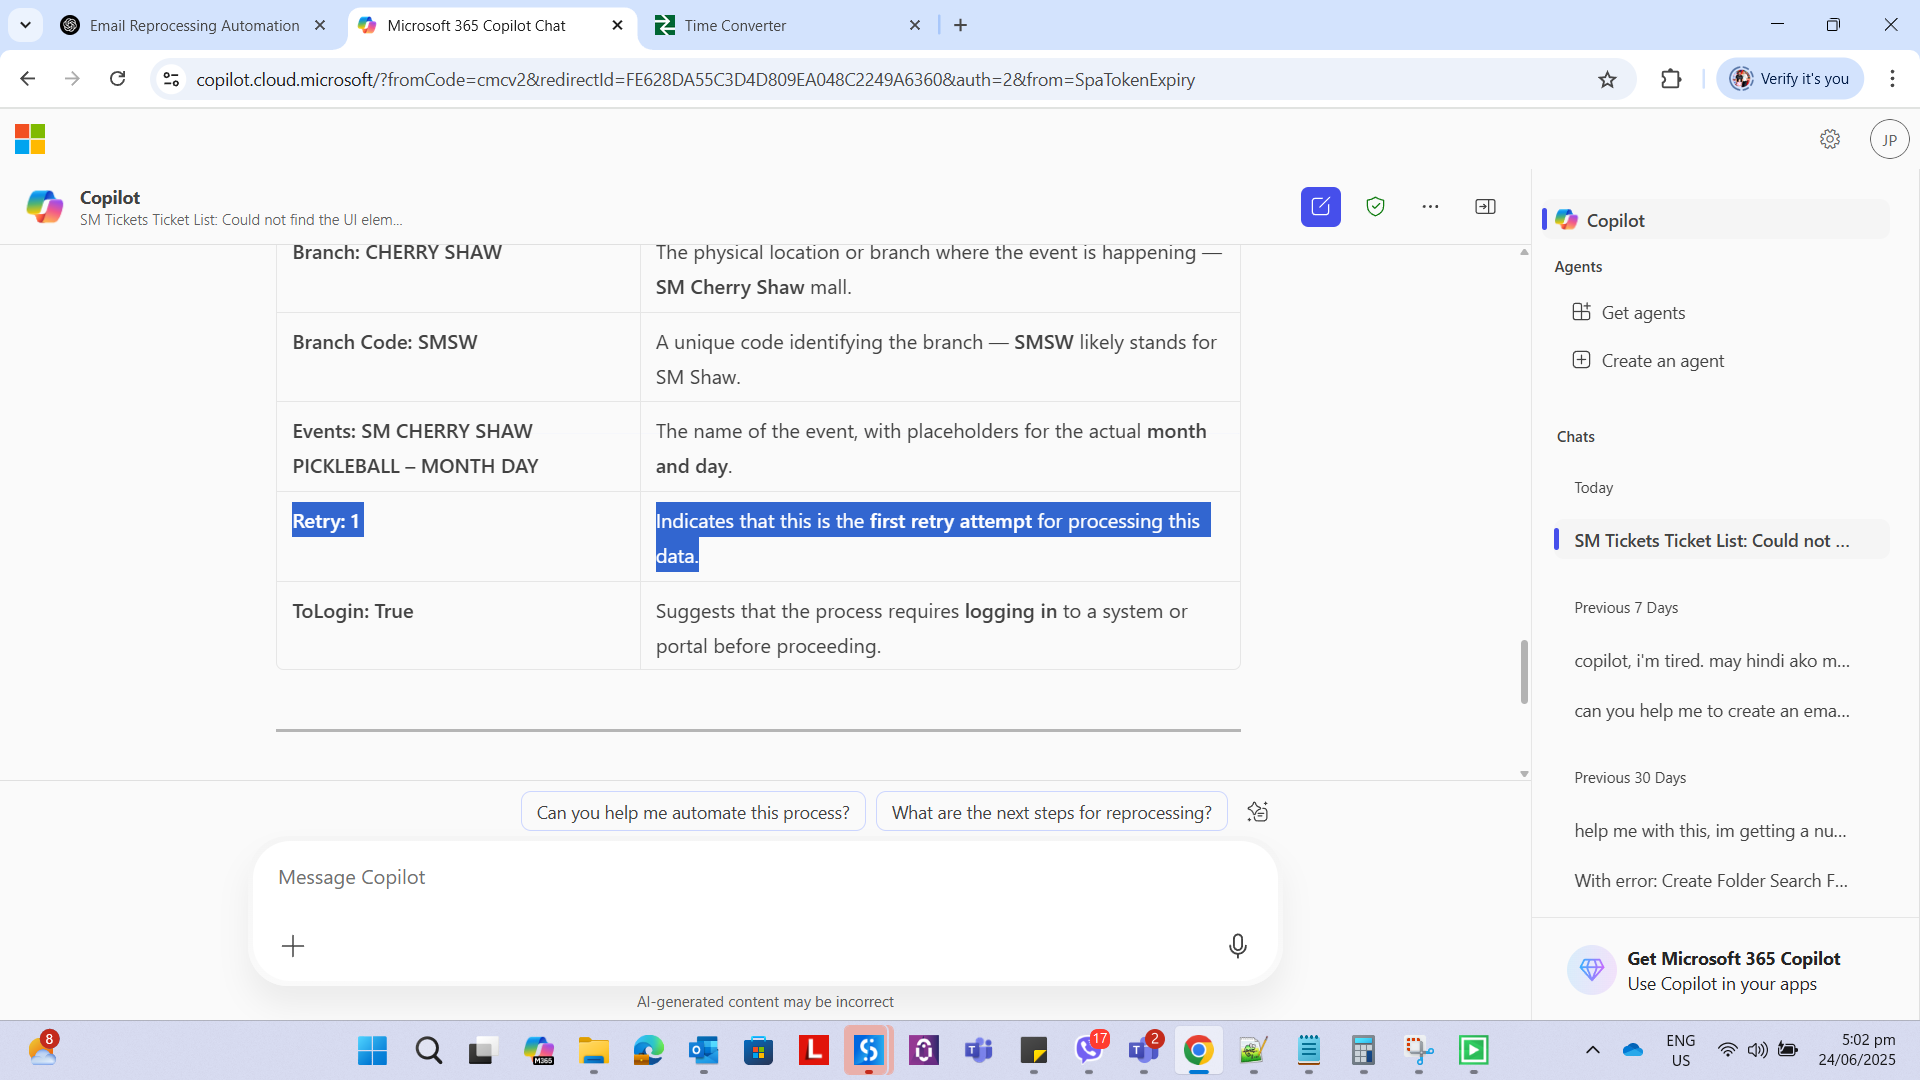 Email Reprocessing Automation
Microsoft 365 Copilot Chat
Time Converter
copilot.cloud.microsoft/?fromCode=cmcv2&redirectId=FE628DA55C3D4D809EA048C2249A6360&auth=2&from=SpaTokenExpiry
Verify it's you
JP
Copilot
SM Tickets Ticket List: Could not find the UI elem...
Branch: CHERRY SHAW
The physical location or branch where the event is happening —
SM Cherry Shaw mall.
Branch Code: SMSW
A unique code identifying the branch — SMSW likely stands for
SM Shaw.
Events: SM CHERRY SHAW
PICKLEBALL – MONTH DAY
The name of the event, with placeholders for the actual month
and day.
Retry: 1
Indicates that this is the first retry attempt for processing this
data.
ToLogin: True
Suggests that the process requires logging in to a system or
portal before proceeding.
Can you help me automate this process?
What are the next steps for reprocessing?
Message Copilot
AI-generated content may be incorrect
Copilot
Agents
Get agents
Create an agent
Chats
Today
SM Tickets Ticket List: Could not ...
Previous 7 Days
copilot, i'm tired. may hindi ako m...
can you help me to create an ema...
Previous 30 Days
help me with this, im getting a nu...
With error: Create Folder Search F...
Get Microsoft 365 Copilot
Use Copilot in your apps
8
M365
L
17
2
ENG
US
5:02 pm
24/06/2025